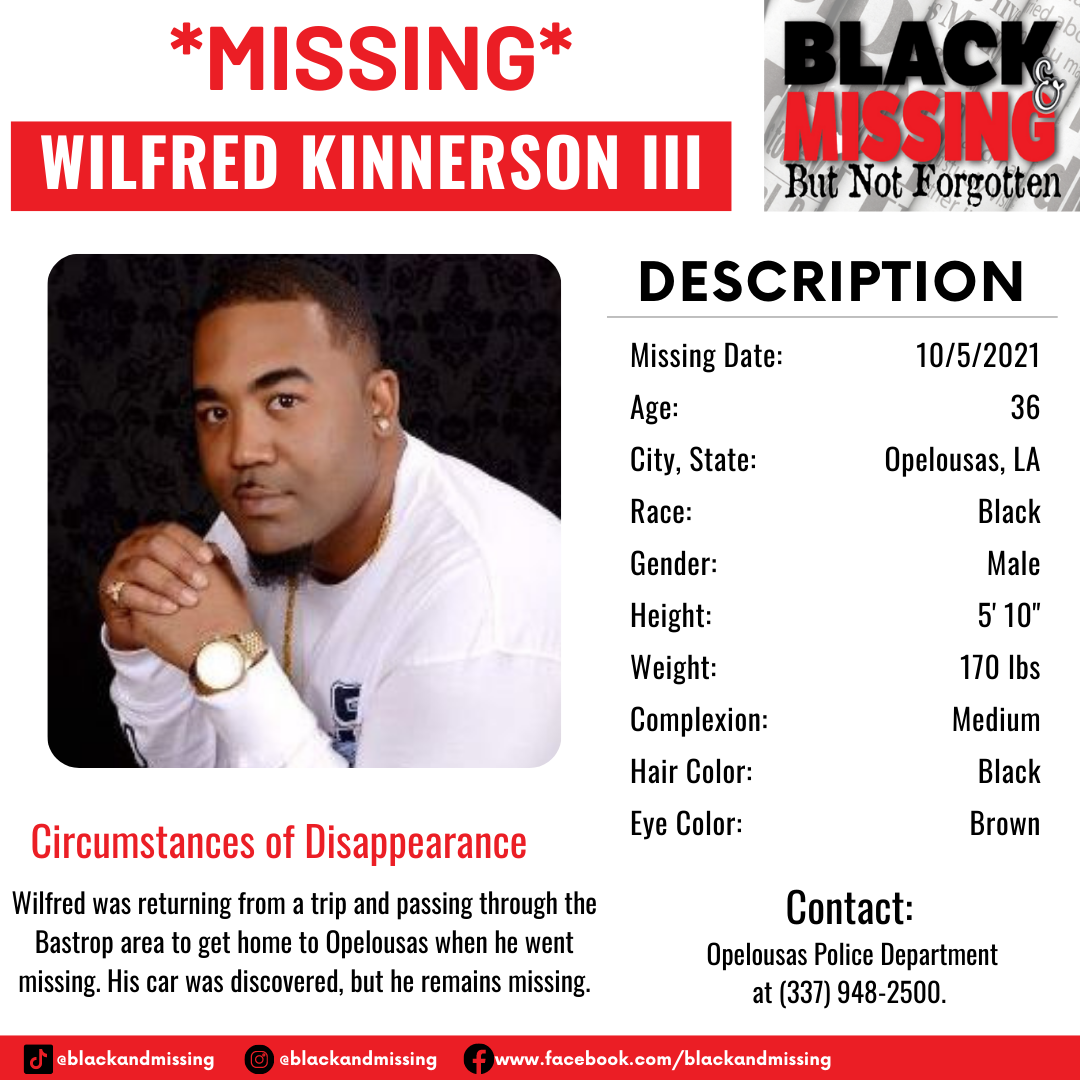 *MISSING*
WILFRED KINNERSON III
BLACK
&
MISSING
But Not Forgotten
DESCRIPTION
Missing Date: 10/5/2021
Age: 36
City, State: Opelousas, LA
Race: Black
Gender: Male
Height: 5' 10"
Weight: 170 lbs
Complexion: Medium
Hair Color: Black
Eye Color: Brown
Circumstances of Disappearance
Wilfred was returning from a trip and passing through the
Bastrop area to get home to Opelousas when he went
missing. His car was discovered, but he remains missing.
Contact:
Opelousas Police Department
at (337) 948-2500.
@blackandmissing @blackandmissing www.facebook.com/blackandmissing